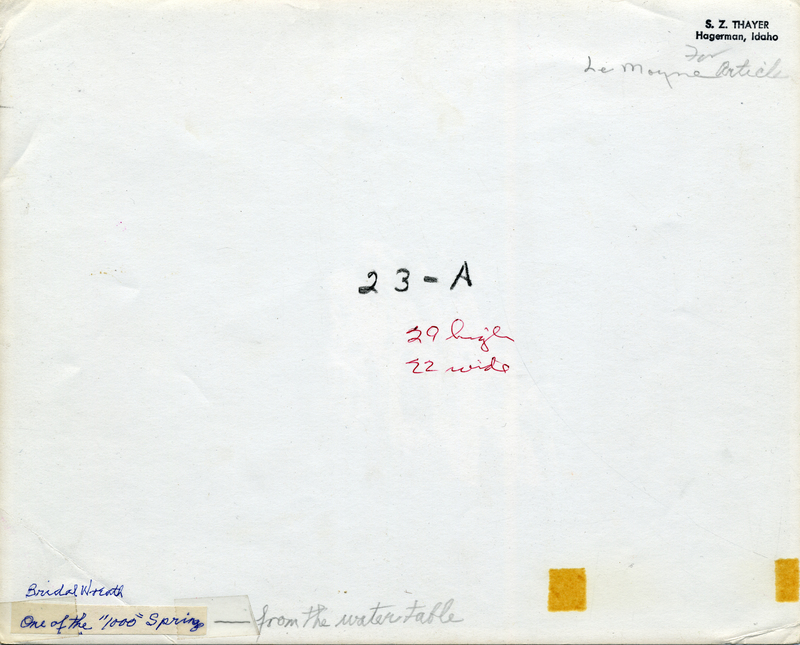 S. Z. THAYER
Hagerman, Idaho
For
Le Moyne Article
23-A
29 high
22 wide
Bridal Wreath
One of the "1000" Springs — from the water table